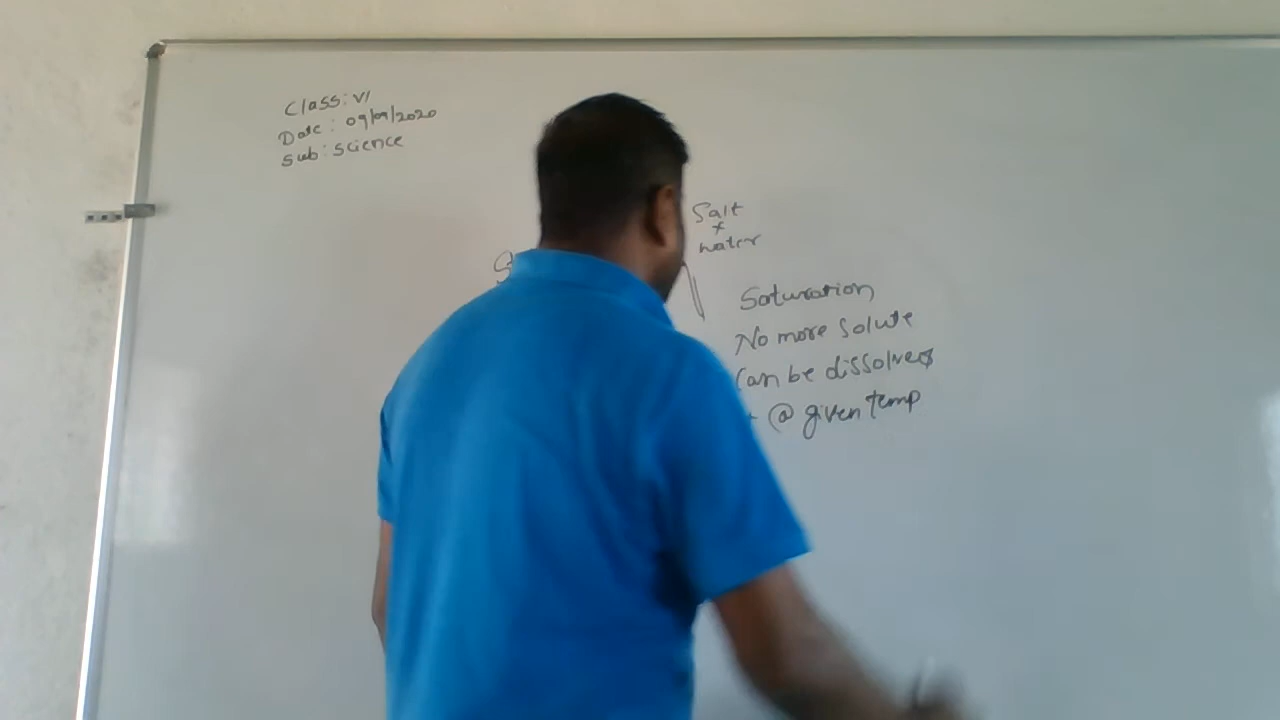 Class: VI
Date: 09/09/2020
Sub: Science
Salt
+
water
Saturation
No more Solute
Can be dissolved
@ given temp